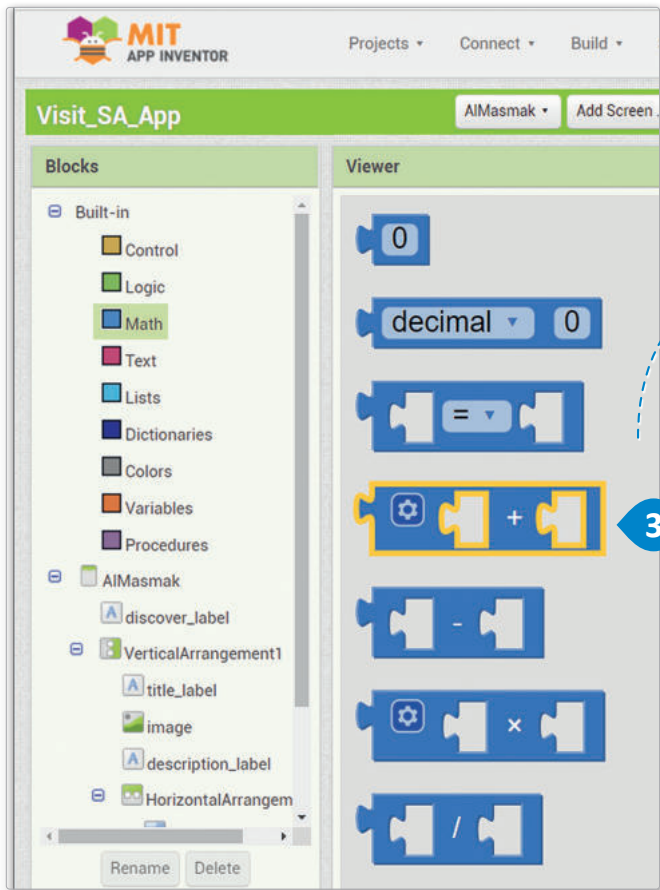 MIT
APP INVENTOR
Projects
Connect
Build
Visit_SA_App
AlMasmak
Add Screen
Blocks
Viewer
Built-in
Control
Logic
Math
Text
Lists
Dictionaries
Colors
Variables
Procedures
AlMasmak
discover_label
VerticalArrangement1
title_label
image
description_label
HorizontalArrangem
Rename
Delete
0
decimal 0
=
+
3
-
×
/